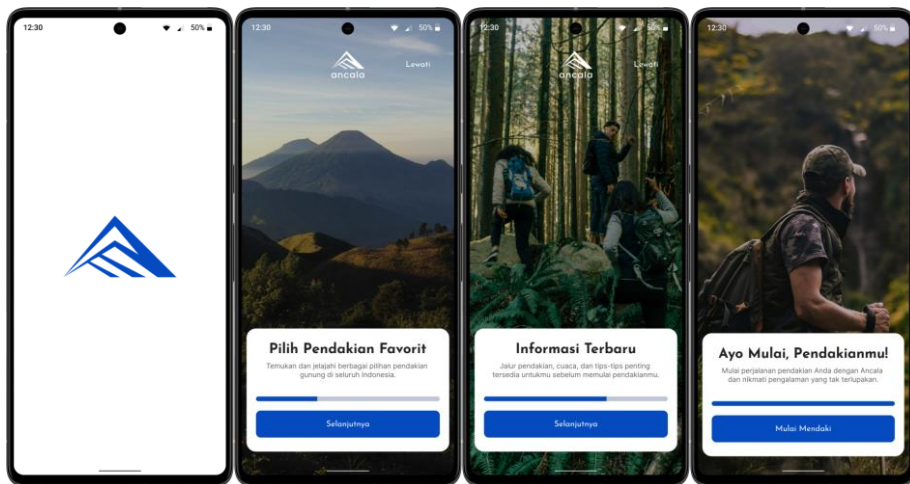 12:30
50%
12:30
50%
ancala
Lewati
Pilih Pendakian Favorit
Temukan dan jelajahi berbagai pilihan pendakian
gunung di seluruh Indonesia.
Selanjutnya
12:30
50%
ancala
Lewati
Informasi Terbaru
Jalur pendakian, cuaca, dan tips-tips penting
tersedia untukmu sebelum memulai pendakianmu.
Selanjutnya
12:30
50%
Ayo Mulai, Pendakianmu!
Mulai perjalanan pendakian Anda dengan Ancala
dan nikmati pengalaman yang tak terlupakan.
Mulai Mendaki